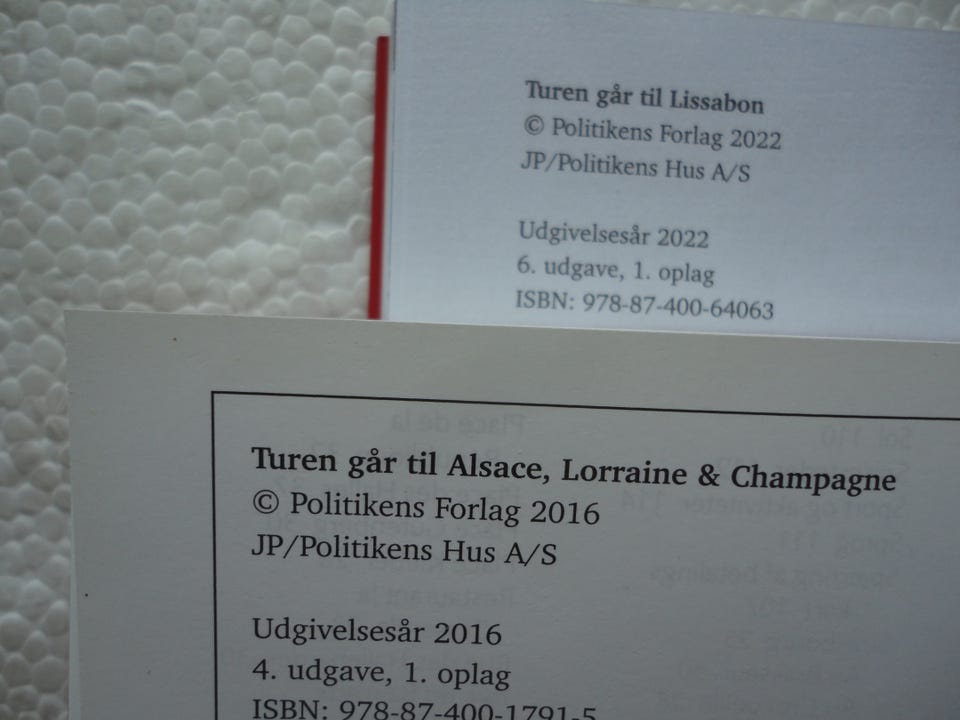 Turen går til Lissabon
© Politikens Forlag 2022
JP/Politikens Hus A/S
Udgivelsesår 2022
6. udgave, 1. oplag
ISBN: 978-87-400-64063
Turen går til Alsace, Lorraine & Champagne
© Politikens Forlag 2016
JP/Politikens Hus A/S
Udgivelsesår 2016
4. udgave, 1. oplag
ISBN: 978-87-400-1791-5